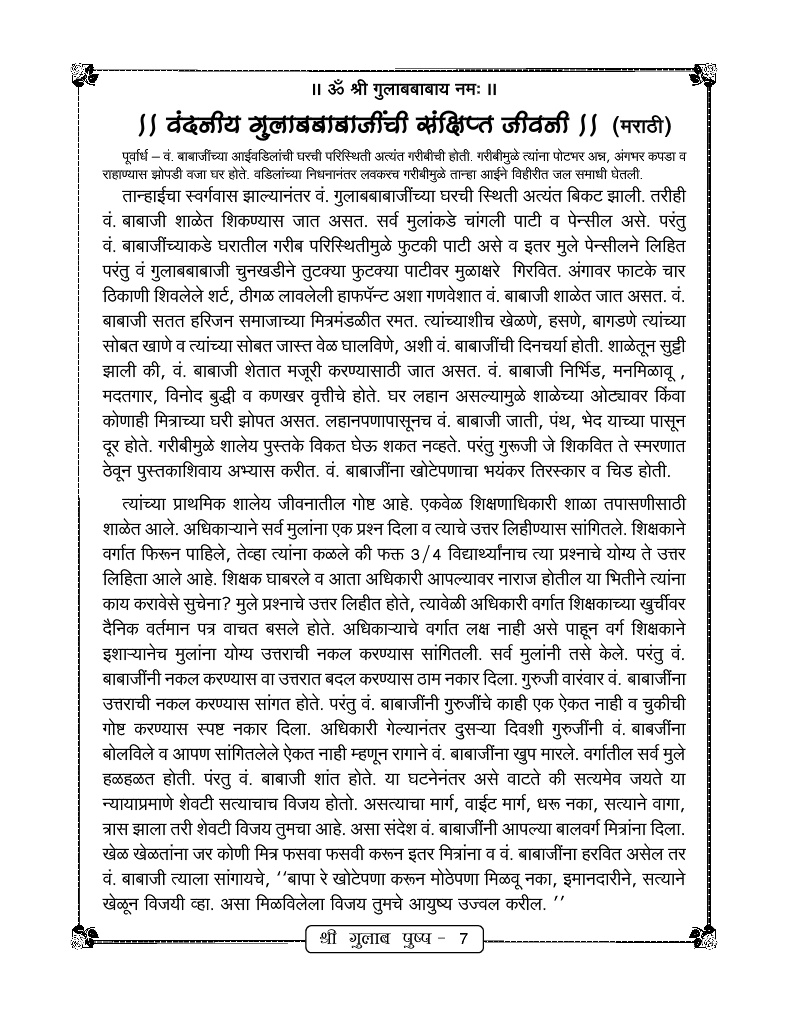 ॥ ॐ श्री गुलाबबाबाय नमः ॥
।। वंदनीय गुलाबबाबाजींची संक्षिप्त जीवनी ।। (मराठी)
पूर्वार्ध – वं. बाबाजींच्या आईवडिलांची घरची परिस्थिती अत्यंत गरीबीची होती. गरीबीमुळे त्यांना पोटभर अन्न, अंगभर कपडा व
राहाण्यास झोपडी वजा घर होते. वडिलांच्या निधनानंतर लवकरच गरीबीमुळे तान्हा आईने विहीरीत जल समाधी घेतली.
तान्हाईचा स्वर्गवास झाल्यानंतर वं. गुलाबबाबाजींच्या घरची स्थिती अत्यंत बिकट झाली. तरीही
वं. बाबाजी शाळेत शिकण्यास जात असत. सर्व मुलांकडे चांगली पाटी व पेन्सील असे. परंतु
वं. बाबाजींच्याकडे घरातील गरीब परिस्थितीमुळे फुटकी पाटी असे व इतर मुले पेन्सीलने लिहित
परंतु वं गुलाबबाबाजी चुनखडीने तुटक्या फुटक्या पाटीवर मुळाक्षरे गिरवित. अंगावर फाटके चार
ठिकाणी शिवलेले शर्ट, ठीगळ लावलेली हाफपॅन्ट अशा गणवेशात वं. बाबाजी शाळेत जात असत. वं.
बाबाजी सतत हरिजन समाजाच्या मित्रमंडळीत रमत. त्यांच्याशीच खेळणे, हसणे, बागडणे त्यांच्या
सोबत खाणे व त्यांच्या सोबत जास्त वेळ घालविणे, अशी वं. बाबाजींची दिनचर्या होती. शाळेतून सुट्टी
झाली की, वं. बाबाजी शेतात मजूरी करण्यासाठी जात असत. वं. बाबाजी निर्भिड, मनमिळावू ,
मदतगार, विनोद बुद्धी व कणखर वृत्तीचे होते. घर लहान असल्यामुळे शाळेच्या ओट्यावर किंवा
कोणाही मित्राच्या घरी झोपत असत. लहानपणापासूनच वं. बाबाजी जाती, पंथ, भेद याच्या पासून
दूर होते. गरीबीमुळे शालेय पुस्तके विकत घेऊ शकत नव्हते. परंतु गुरूजी जे शिकवित ते स्मरणात
ठेवून पुस्तकाशिवाय अभ्यास करीत. वं. बाबाजींना खोटेपणाचा भयंकर तिरस्कार व चिड होती.
त्यांच्या प्राथमिक शालेय जीवनातील गोष्ट आहे. एकवेळ शिक्षणाधिकारी शाळा तपासणीसाठी
शाळेत आले. अधिकाऱ्याने सर्व मुलांना एक प्रश्न दिला व त्याचे उत्तर लिहीण्यास सांगितले. शिक्षकाने
वर्गात फिरून पाहिले, तेव्हा त्यांना कळले की फक्त 3/4 विद्यार्थ्यांनाच त्या प्रश्नाचे योग्य ते उत्तर
लिहिता आले आहे. शिक्षक घाबरले व आता अधिकारी आपल्यावर नाराज होतील या भितीने त्यांना
काय करावेसे सुचेना? मुले प्रश्नाचे उत्तर लिहीत होते, त्यावेळी अधिकारी वर्गात शिक्षकाच्या खुर्चीवर
दैनिक वर्तमान पत्र वाचत बसले होते. अधिकाऱ्याचे वर्गात लक्ष नाही असे पाहून वर्ग शिक्षकाने
इशाऱ्यानेच मुलांना योग्य उत्तराची नकल करण्यास सांगितली. सर्व मुलांनी तसे केले. परंतु वं.
बाबाजींनी नकल करण्यास वा उत्तरात बदल करण्यास ठाम नकार दिला. गुरुजी वारंवार वं. बाबाजींना
उत्तराची नकल करण्यास सांगत होते. परंतु वं. बाबाजींनी गुरुजींचे काही एक ऐकत नाही व चुकीची
गोष्ट करण्यास स्पष्ट नकार दिला. अधिकारी गेल्यानंतर दुसऱ्या दिवशी गुरुजींनी वं. बाबजींना
बोलविले व आपण सांगितलेले ऐकत नाही म्हणून रागाने वं. बाबाजींना खुप मारले. वर्गातील सर्व मुले
हळहळत होती. पंरतु वं. बाबाजी शांत होते. या घटनेनंतर असे वाटते की सत्यमेव जयते या
न्यायाप्रमाणे शेवटी सत्याचाच विजय होतो. असत्याचा मार्ग, वाईट मार्ग, धरू नका, सत्याने वागा,
त्रास झाला तरी शेवटी विजय तुमचा आहे. असा संदेश वं. बाबाजींनी आपल्या बालवर्ग मित्रांना दिला.
खेळ खेळतांना जर कोणी मित्र फसवा फसवी करून इतर मित्रांना व वं. बाबाजींना हरवित असेल तर
वं. बाबाजी त्याला सांगायचे, ‘‘बापा रे खोटेपणा करून मोठेपणा मिळवू नका, इमानदारीने, सत्याने
खेळून विजयी व्हा. असा मिळविलेला विजय तुमचे आयुष्य उज्वल करील. ’’
श्री गुलाब पुष्प - 7